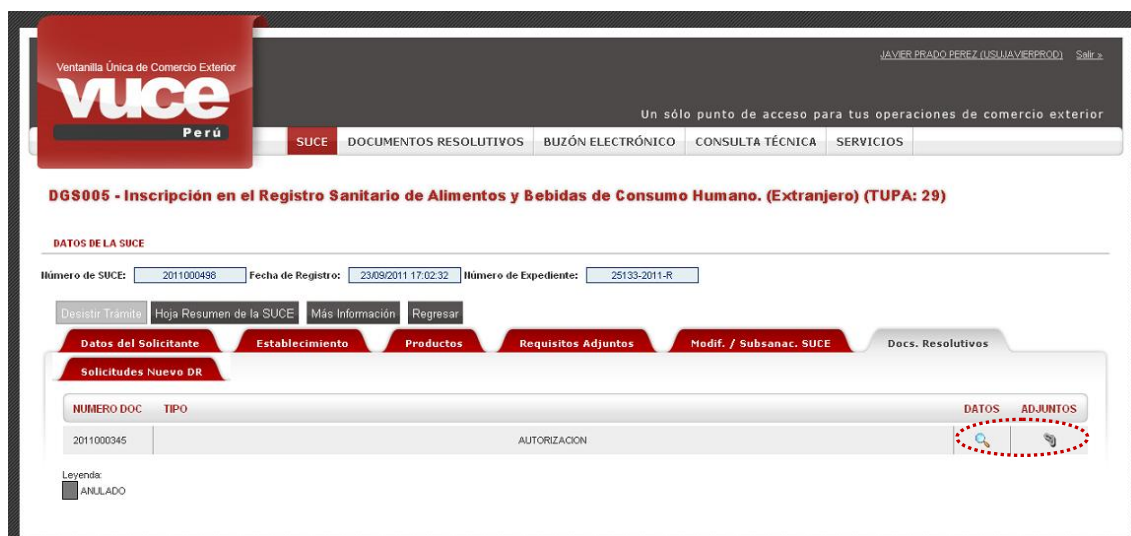 JAVIER PRADO PEREZ (USUJAVIERPROD) Salir »
Ventanilla Única de Comercio Exterior
vuce
Perú
Un sólo punto de acceso para tus operaciones de comercio exterior
SUCE DOCUMENTOS RESOLUTIVOS BUZÓN ELECTRÓNICO CONSULTA TÉCNICA SERVICIOS
DGS005 - Inscripción en el Registro Sanitario de Alimentos y Bebidas de Consumo Humano. (Extranjero) (TUPA: 29)
DATOS DE LA SUCE
Número de SUCE: 2011000498 Fecha de Registro: 23/09/2011 17:02:32 Número de Expediente: 25133-2011-R
Desistir Trámite Hoja Resumen de la SUCE Más Información Regresar
Datos del Solicitante Establecimiento Productos Requisitos Adjuntos Modif. / Subsanac. SUCE Docs. Resolutivos
Solicitudes Nuevo DR
NUMERO DOC TIPO DATOS ADJUNTOS
2011000345 AUTORIZACION
Leyenda:
ANULADO